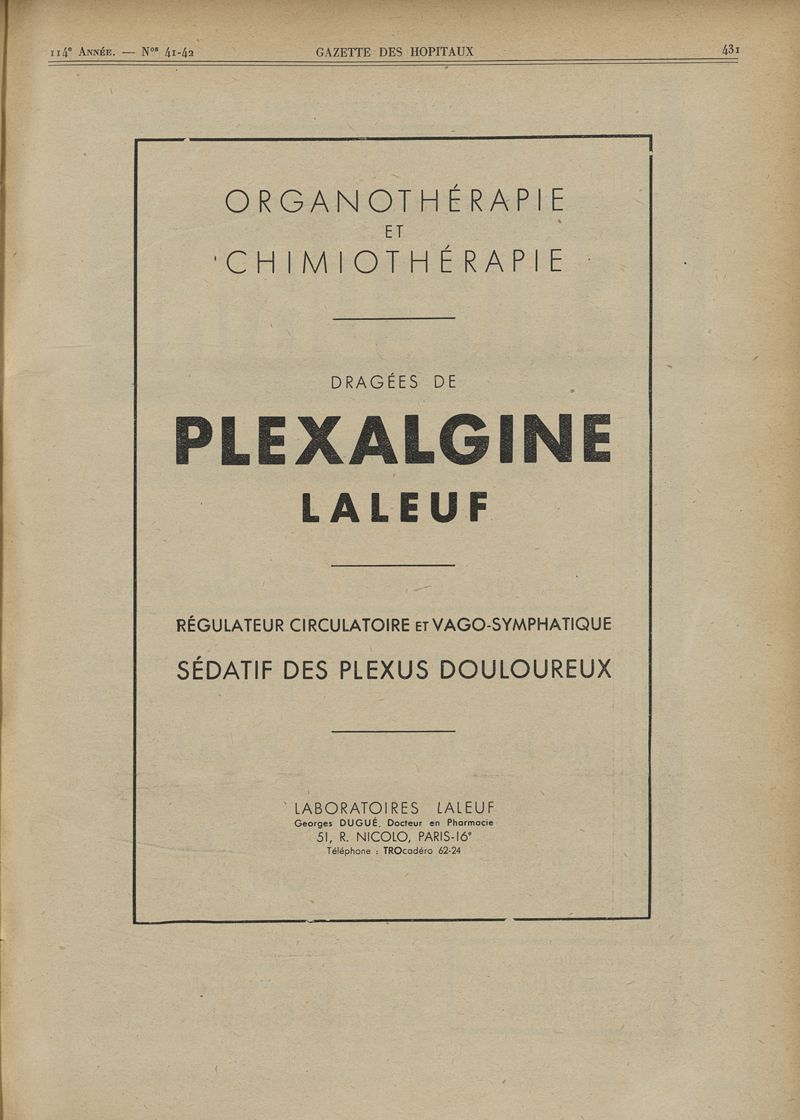 114e ANNÉE. — Nos 41-42 GAZETTE DES HOPITAUX 431
ORGANOTHÉRAPIE
ET
CHIMIOTHÉRAPIE
DRAGÉES DE
PLEXALGINE
LALEUF
RÉGULATEUR CIRCULATOIRE ET VAGO-SYMPHATIQUE
SÉDATIF DES PLEXUS DOULOUREUX
LABORATOIRES LALEUF
Georges DUGUÉ, Docteur en Pharmacie
51, R. NICOLO, PARIS-16e
Téléphone : TROcadéro 62-24